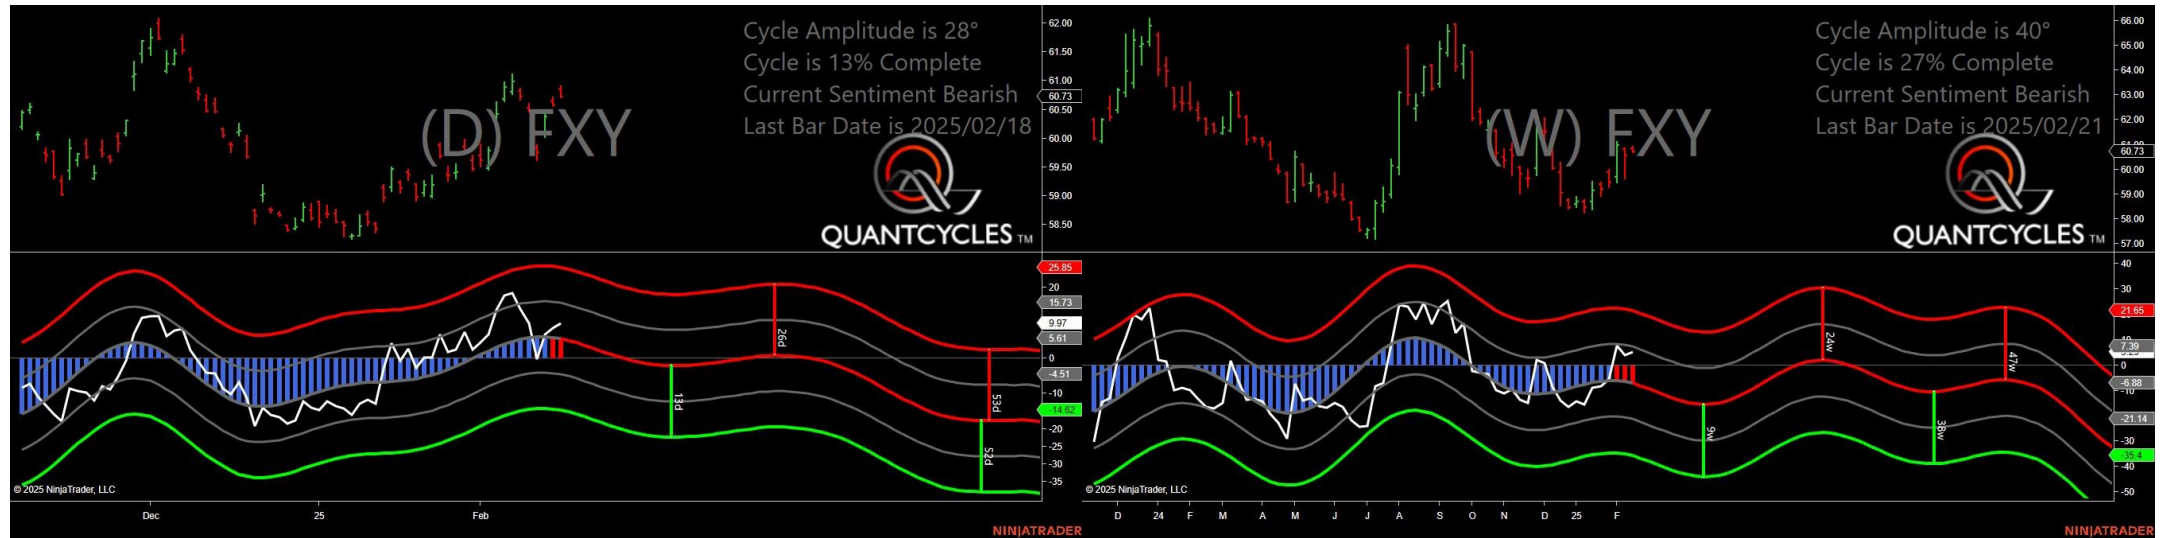 Cycle Amplitude is 28°
Cycle is 13% Complete
Current Sentiment Bearish
Last Bar Date is 2025/02/18
(D) FXY
QUANTCYCLES TM
62.00
61.50
61.00
60.73
60.50
60.00
59.50
59.00
58.50
25.85
20
15.73
9.97
5.61
0
-4.51
-10
-14.62
-20
-25
-30
-35
26d
13d
53d
52d
© 2025 NinjaTrader, LLC
Dec
25
Feb
NINJATRADER
Cycle Amplitude is 40°
Cycle is 27% Complete
Current Sentiment Bearish
Last Bar Date is 2025/02/21
(W) FXY
QUANTCYCLES TM
66.00
65.00
64.00
63.00
62.00
60.73
60.00
59.00
58.00
57.00
40
30
21.65
7.39
0
-6.88
-10
-21.14
-30
-35.4
-40
-50
24w
47w
9w
38w
© 2025 NinjaTrader, LLC
D
24
F
M
A
M
J
J
A
S
O
N
D
25
F
NINJATRADER